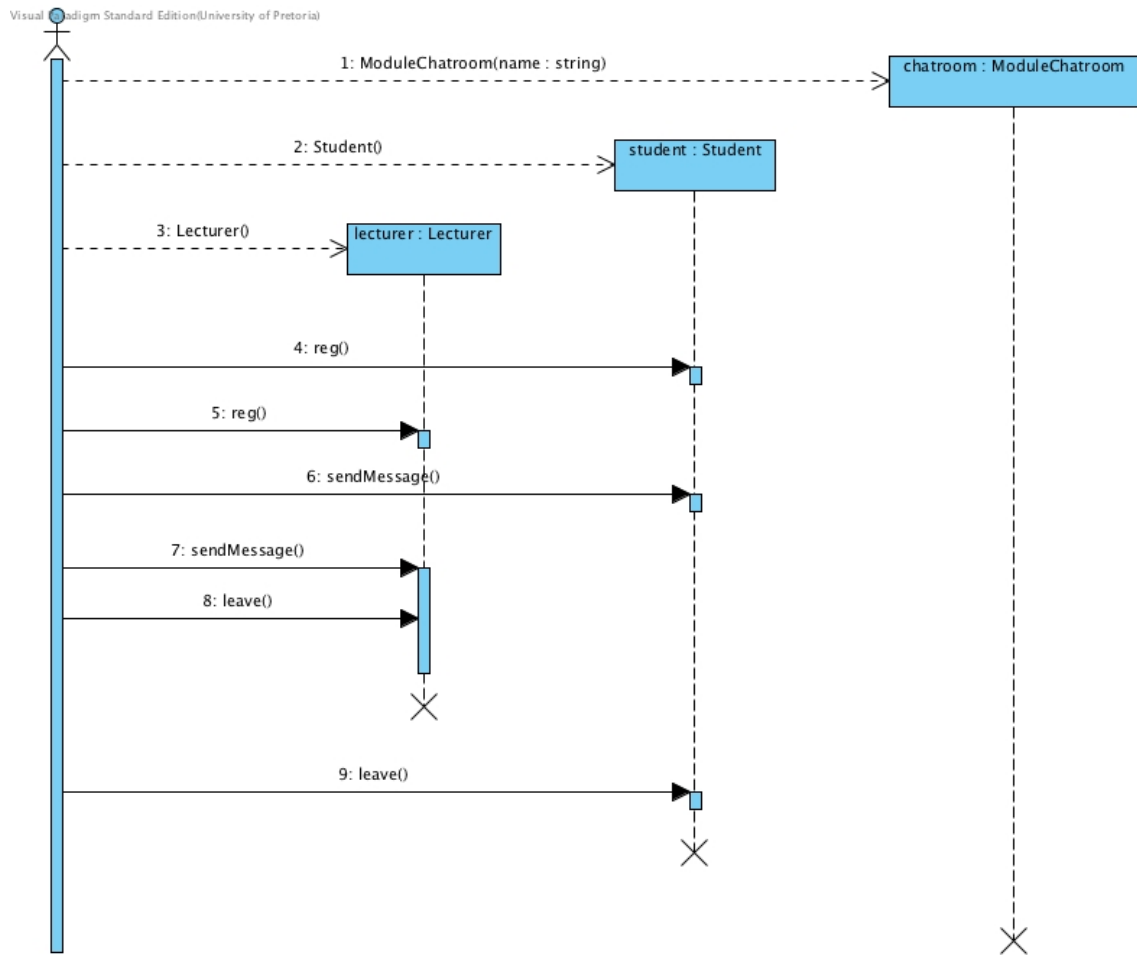 Visual Paradigm Standard Edition(University of Pretoria)
1: ModuleChatroom(name : string)
chatroom : ModuleChatroom
2: Student()
student : Student
3: Lecturer()
lecturer : Lecturer
4: reg()
5: reg()
6: sendMessage()
7: sendMessage()
8: leave()
9: leave()